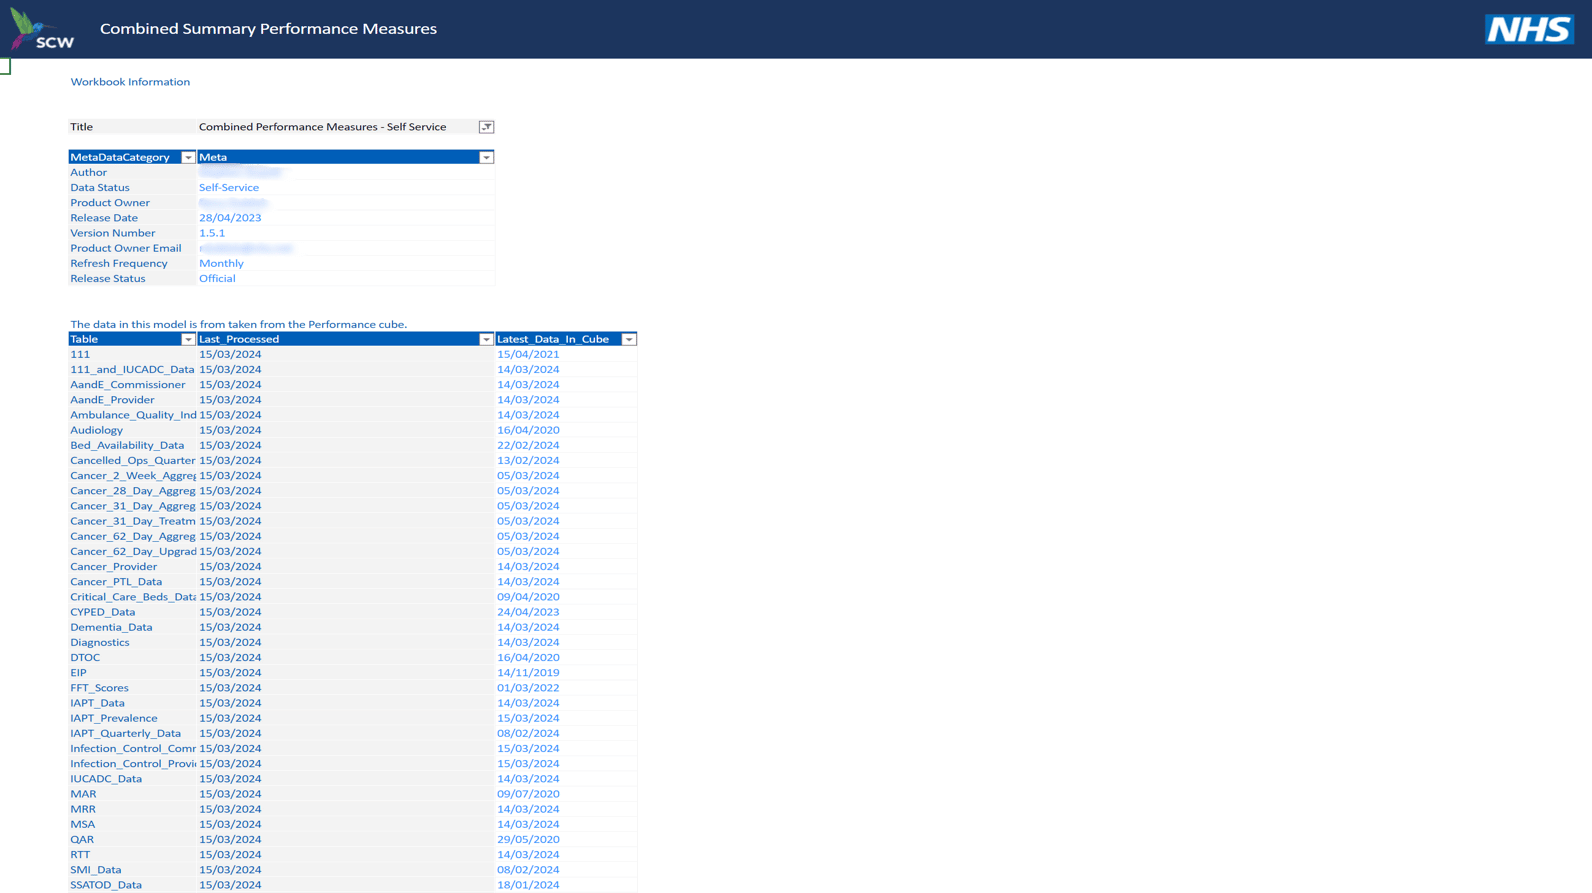 SCW
Combined Summary Performance Measures
NHS
Workbook Information
Title Combined Performance Measures - Self Service
MetaDataCategory Meta
Author
Data Status Self-Service
Product Owner
Release Date 28/04/2023
Version Number 1.5.1
Product Owner Email
Refresh Frequency Monthly
Release Status Official
The data in this model is from taken from the Performance cube.
Table Last_Processed Latest_Data_In_Cube
111 15/03/2024 15/04/2021
111_and_IUCADC_Data 15/03/2024 14/03/2024
AandE_Commissioner 15/03/2024 14/03/2024
AandE_Provider 15/03/2024 14/03/2024
Ambulance_Quality_Ind 15/03/2024 14/03/2024
Audiology 15/03/2024 16/04/2020
Bed_Availability_Data 15/03/2024 22/02/2024
Cancelled_Ops_Quarter 15/03/2024 13/02/2024
Cancer_2_Week_Aggreg 15/03/2024 05/03/2024
Cancer_28_Day_Aggreg 15/03/2024 05/03/2024
Cancer_31_Day_Aggreg 15/03/2024 05/03/2024
Cancer_31_Day_Treatm 15/03/2024 05/03/2024
Cancer_62_Day_Aggreg 15/03/2024 05/03/2024
Cancer_62_Day_Upgrad 15/03/2024 05/03/2024
Cancer_Provider 15/03/2024 14/03/2024
Cancer_PTL_Data 15/03/2024 14/03/2024
Critical_Care_Beds_Data 15/03/2024 09/04/2020
CYPED_Data 15/03/2024 24/04/2023
Dementia_Data 15/03/2024 14/03/2024
Diagnostics 15/03/2024 14/03/2024
DTOC 15/03/2024 16/04/2020
EIP 15/03/2024 14/11/2019
FFT_Scores 15/03/2024 01/03/2022
IAPT_Data 15/03/2024 14/03/2024
IAPT_Prevalence 15/03/2024 15/03/2024
IAPT_Quarterly_Data 15/03/2024 08/02/2024
Infection_Control_Comr 15/03/2024 15/03/2024
Infection_Control_Provi 15/03/2024 15/03/2024
IUCADC_Data 15/03/2024 14/03/2024
MAR 15/03/2024 09/07/2020
MRR 15/03/2024 14/03/2024
MSA 15/03/2024 14/03/2024
QAR 15/03/2024 29/05/2020
RTT 15/03/2024 14/03/2024
SMI_Data 15/03/2024 08/02/2024
SSATOD_Data 15/03/2024 18/01/2024